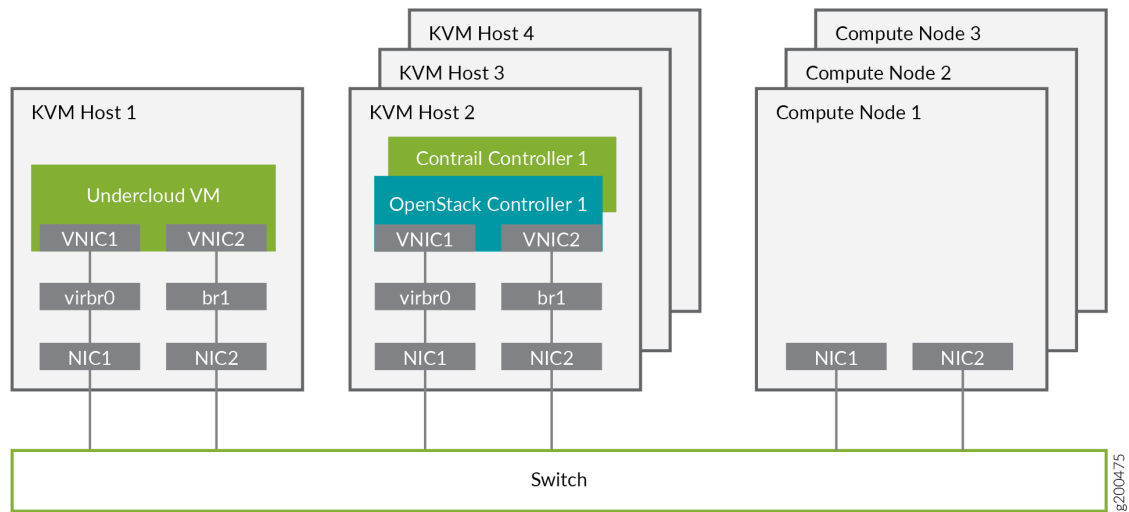 KVM Host 4
KVM Host 3
KVM Host 2
KVM Host 1
Compute Node 3
Compute Node 2
Compute Node 1
Undercloud VM
VNIC1
VNIC2
virbr0
br1
NIC1
NIC2
Contrail Controller 1
OpenStack Controller 1
VNIC1
VNIC2
virbr0
br1
NIC1
NIC2
NIC1
NIC2
Switch
g200475